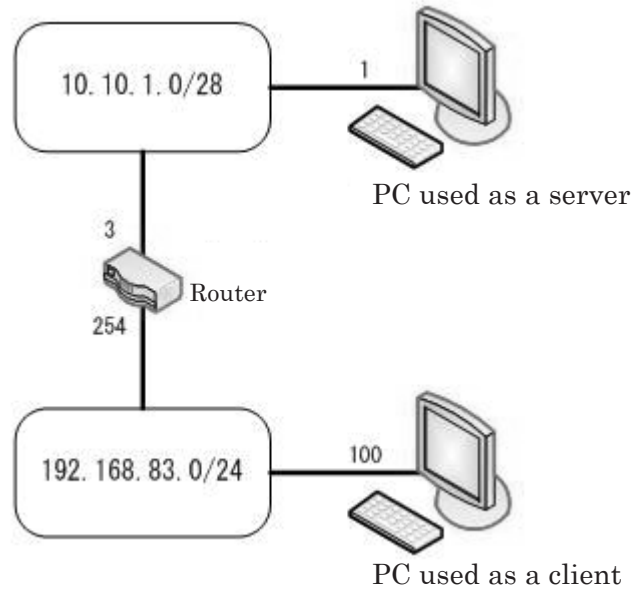 10.10.1.0/28
1
PC used as a server
3
Router
254
192.168.83.0/24
100
PC used as a client